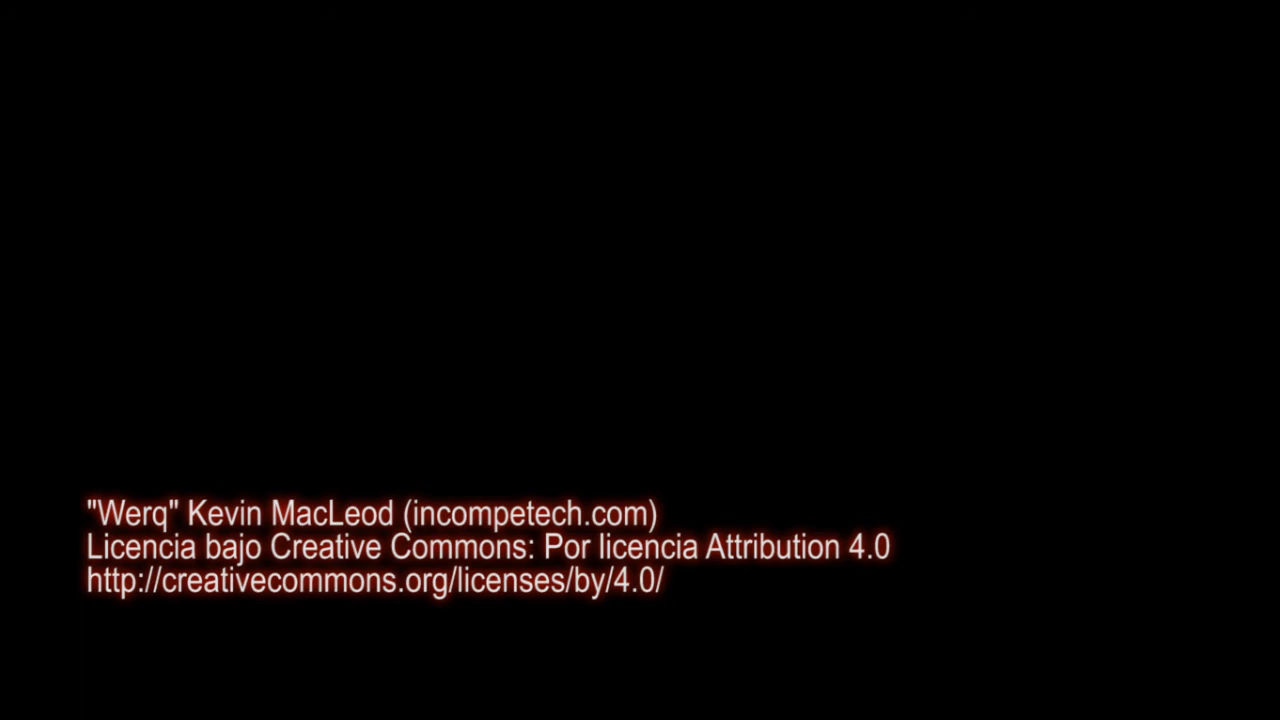 "Werq" Kevin MacLeod (incompetech.com)
Licencia bajo Creative Commons: Por licencia Attribution 4.0
http://creativecommons.org/licenses/by/4.0/